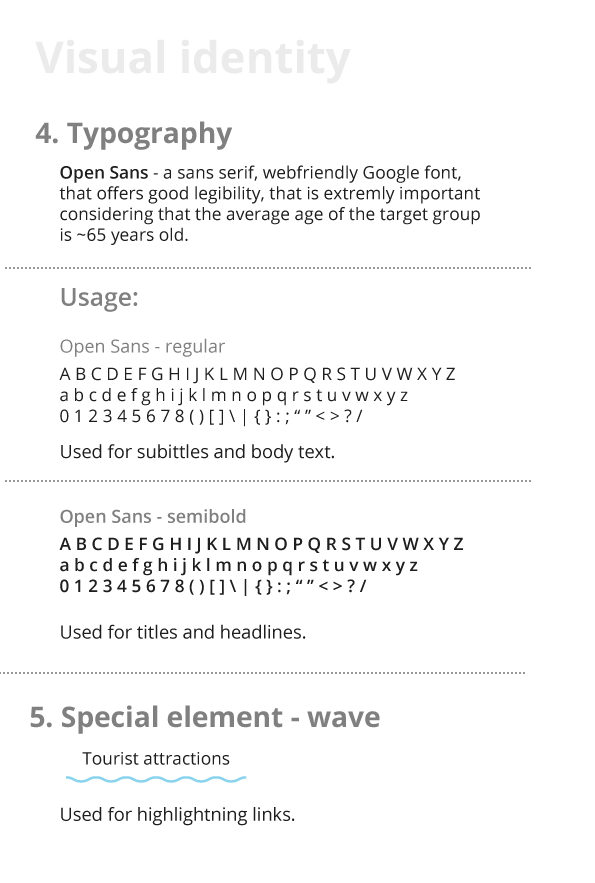 Visual identity
4. Typography
Open Sans - a sans serif, webfriendly Google font,
that offers good legibility, that is extremly important
considering that the average age of the target group
is ~65 years old.
Usage:
Open Sans - regular
A B C D E F G H I J K L M N O P Q R S T U V W X Y Z
a b c d e f g h i j k l m n o p q r s t u v w x y z
0 1 2 3 4 5 6 7 8 ( ) [ ] \ | { } : ; “ ” < > ? /
Used for subittles and body text.
Open Sans - semibold
A B C D E F G H I J K L M N O P Q R S T U V W X Y Z
a b c d e f g h i j k l m n o p q r s t u v w x y z
0 1 2 3 4 5 6 7 8 ( ) [ ] \ | { } : ; “ ” < > ? /
Used for titles and headlines.
5. Special element - wave
Tourist attractions
Used for highlightning links.